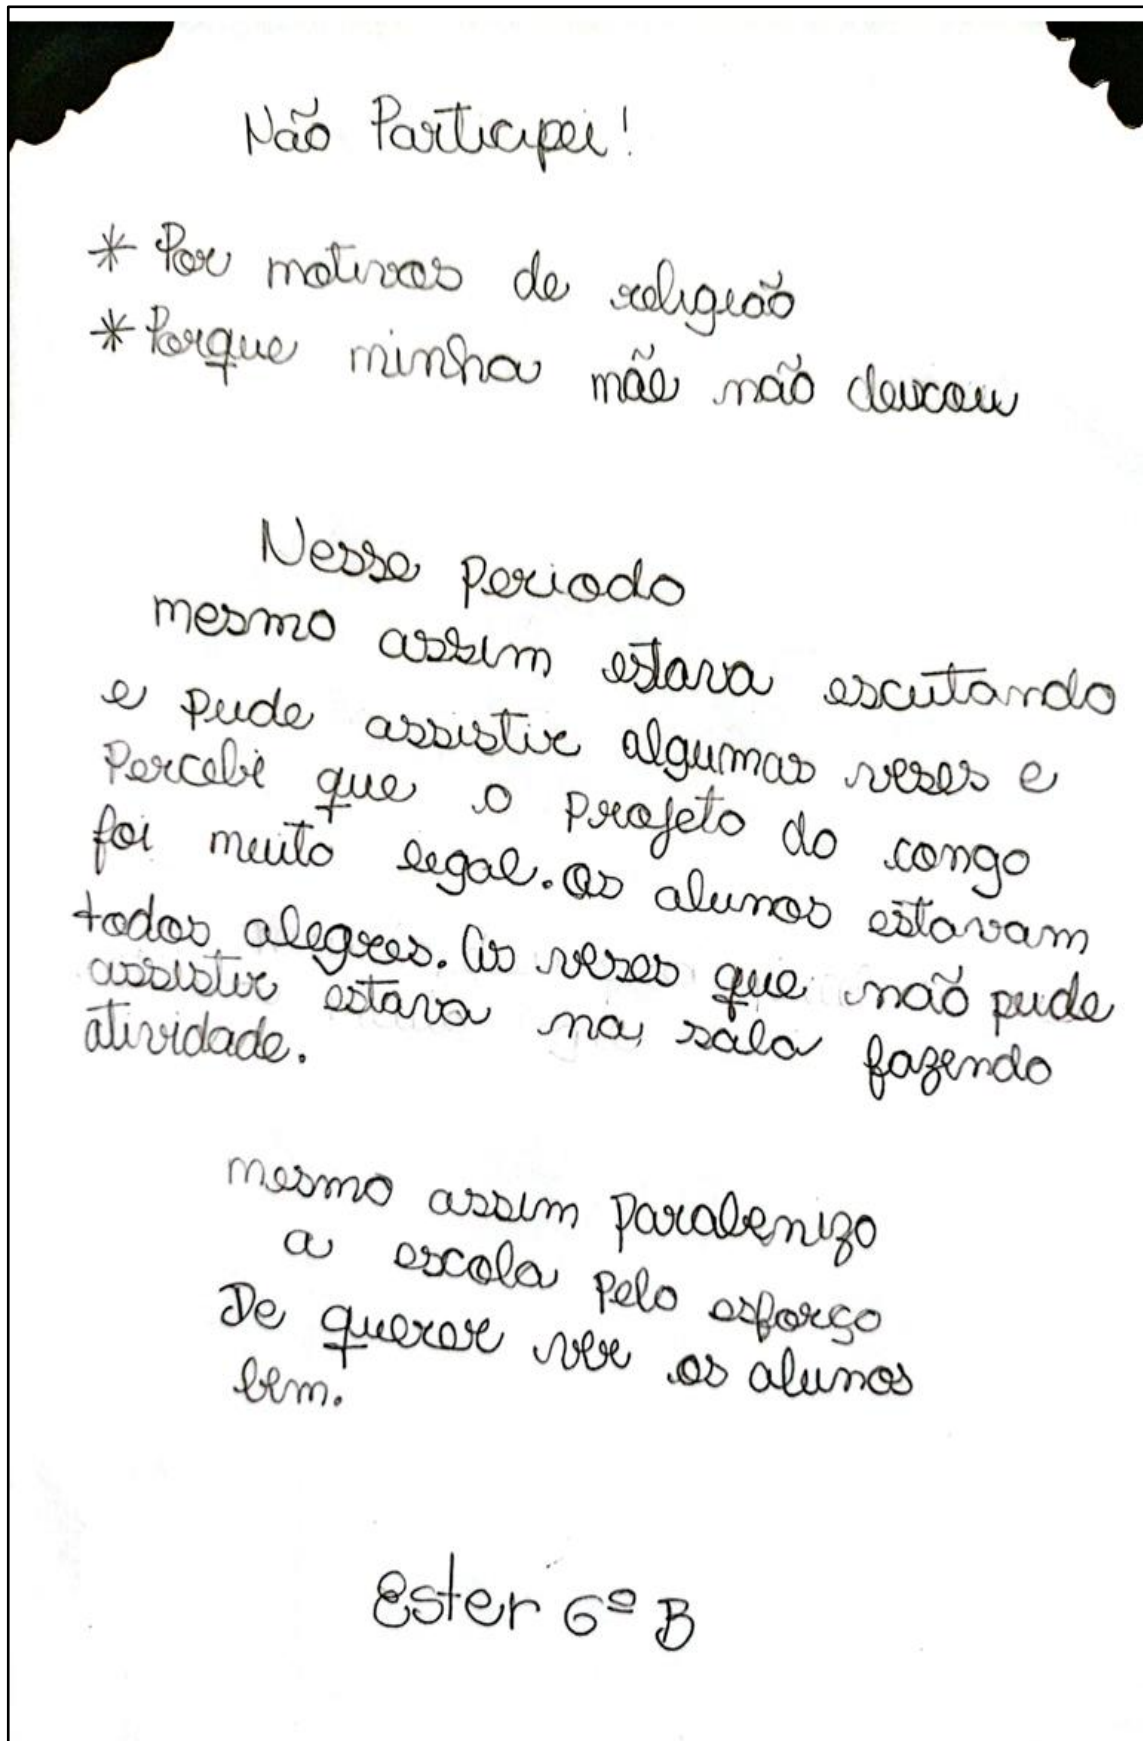 Não Participei!
* Por motivos de religião
* Porque minha mãe não deixou
Nesse Periodo
mesmo assim estava escutando
e pude assistir algumas veses e
Percebi que o Projeto do congo
foi muito legal. Os alunos estavam
todos alegres. As veses que não pude
assistir estava na sala fazendo
atividade.
mesmo assim Parabenizo
a escola Pelo esforço
De querer ver os alunos
bem.
Ester 6º B